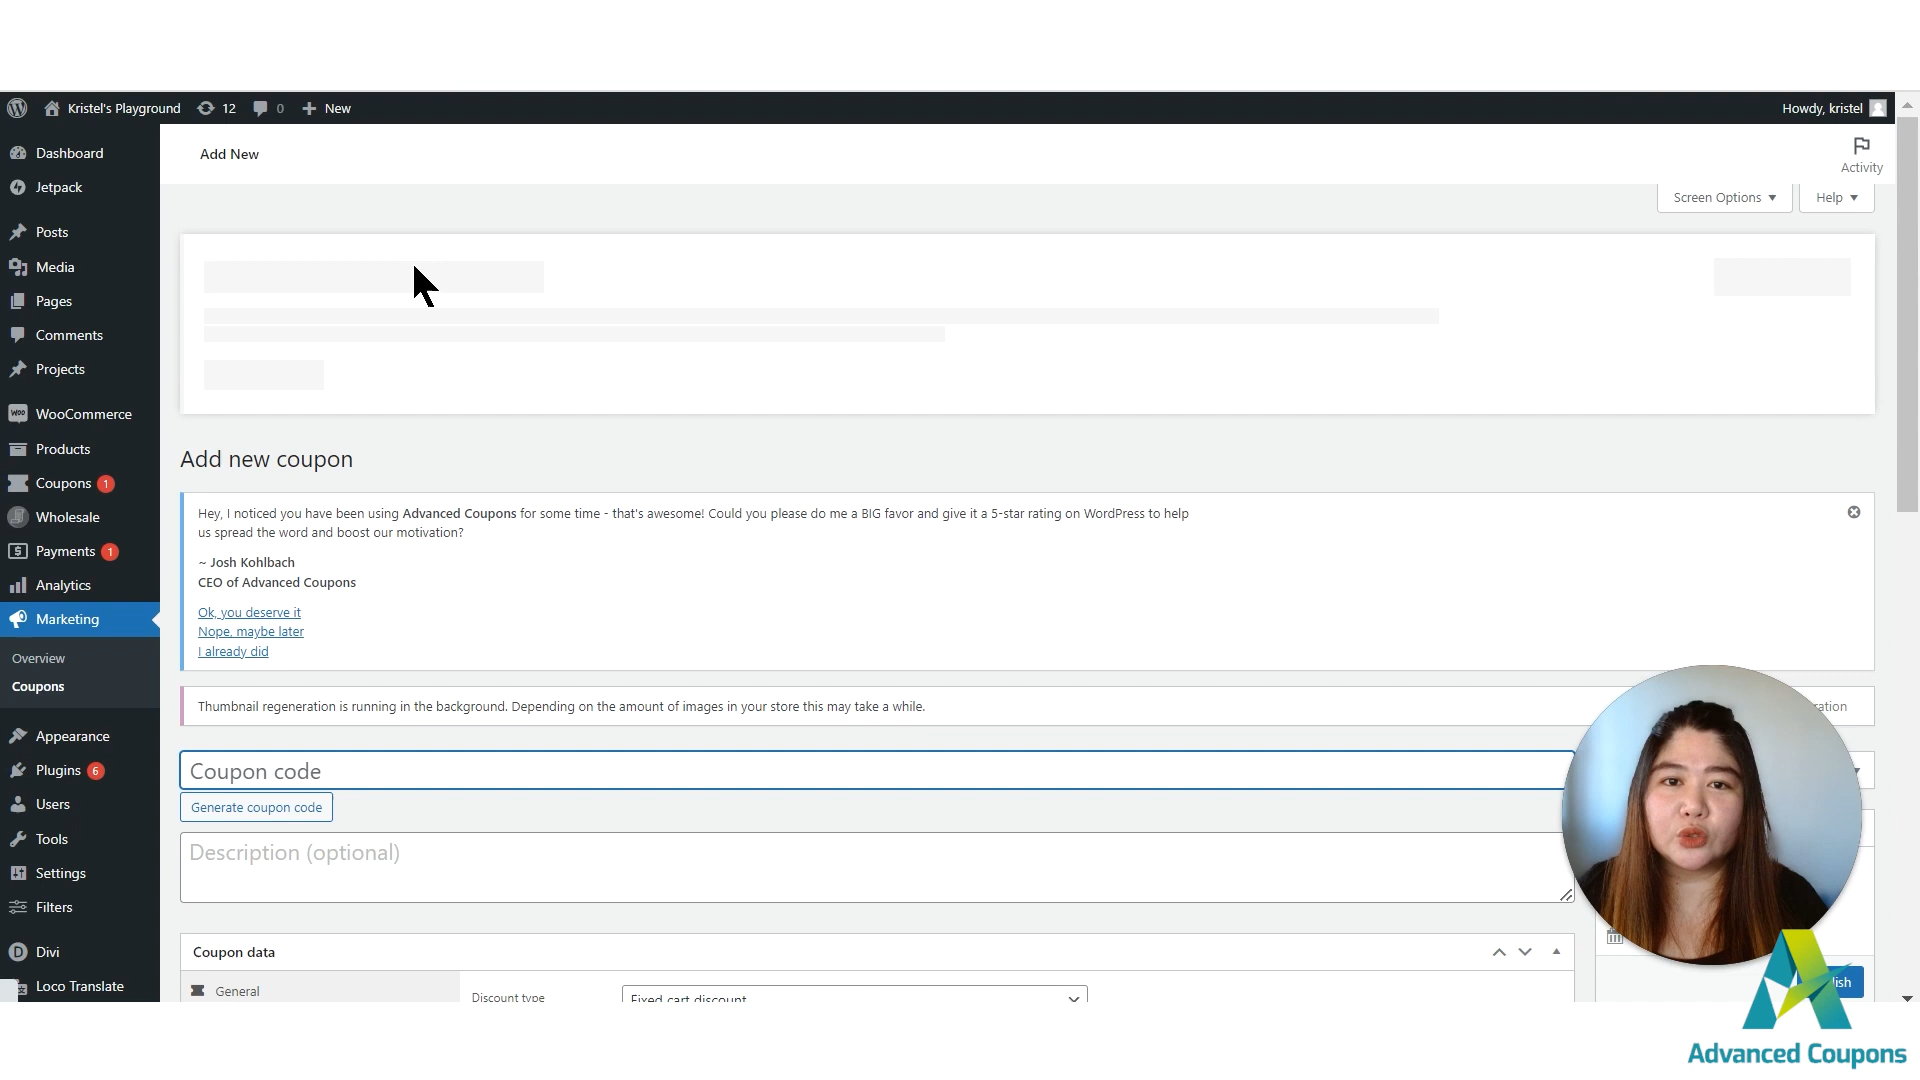 Kristel's Playground
12
0
New
Howdy, kristel
Dashboard
Jetpack
Posts
Media
Pages
Comments
Projects
WooCommerce
Products
Coupons 1
Wholesale
Payments 1
Analytics
Marketing
Overview
Coupons
Appearance
Plugins 6
Users
Tools
Settings
Filters
Divi
Loco Translate
Add New
Activity
Screen Options
Help
Add new coupon
Hey, I noticed you have been using Advanced Coupons for some time - that's awesome! Could you please do me a BIG favor and give it a 5-star rating on WordPress to help
us spread the word and boost our motivation?
~ Josh Kohlbach
CEO of Advanced Coupons
Ok, you deserve it
Nope, maybe later
I already did
Thumbnail regeneration is running in the background. Depending on the amount of images in your store this may take a while.
Coupon code
Generate coupon code
Description (optional)
Coupon data
General
Discount type
Fixed cart discount
Advanced Coupons